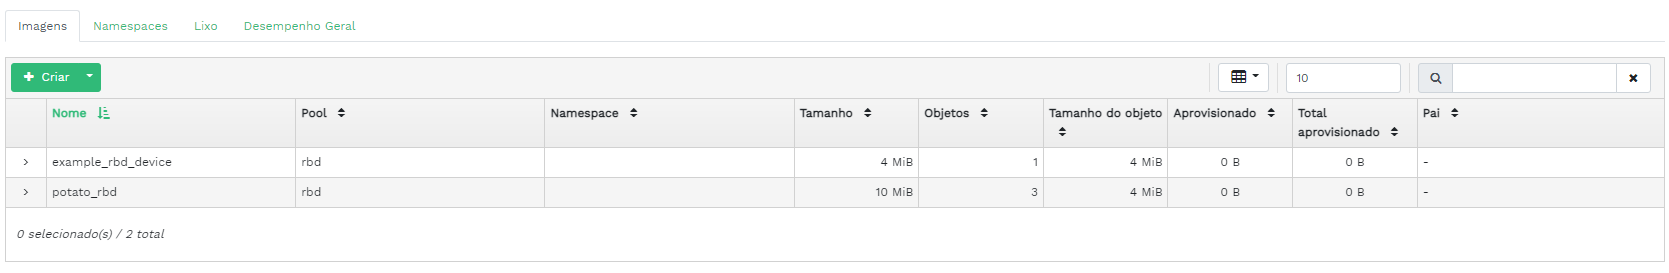 Imagens Namespaces Lixo Desempenho Geral
Criar 10
Nome Pool Namespace Tamanho Objetos Tamanho do objeto Aprovisionado Total aprovisionado Pai
example_rbd_device rbd 4 MiB 1 4 MiB 0 B 0 B -
potato_rbd rbd 10 MiB 3 4 MiB 0 B 0 B -
0 selecionado(s) / 2 total